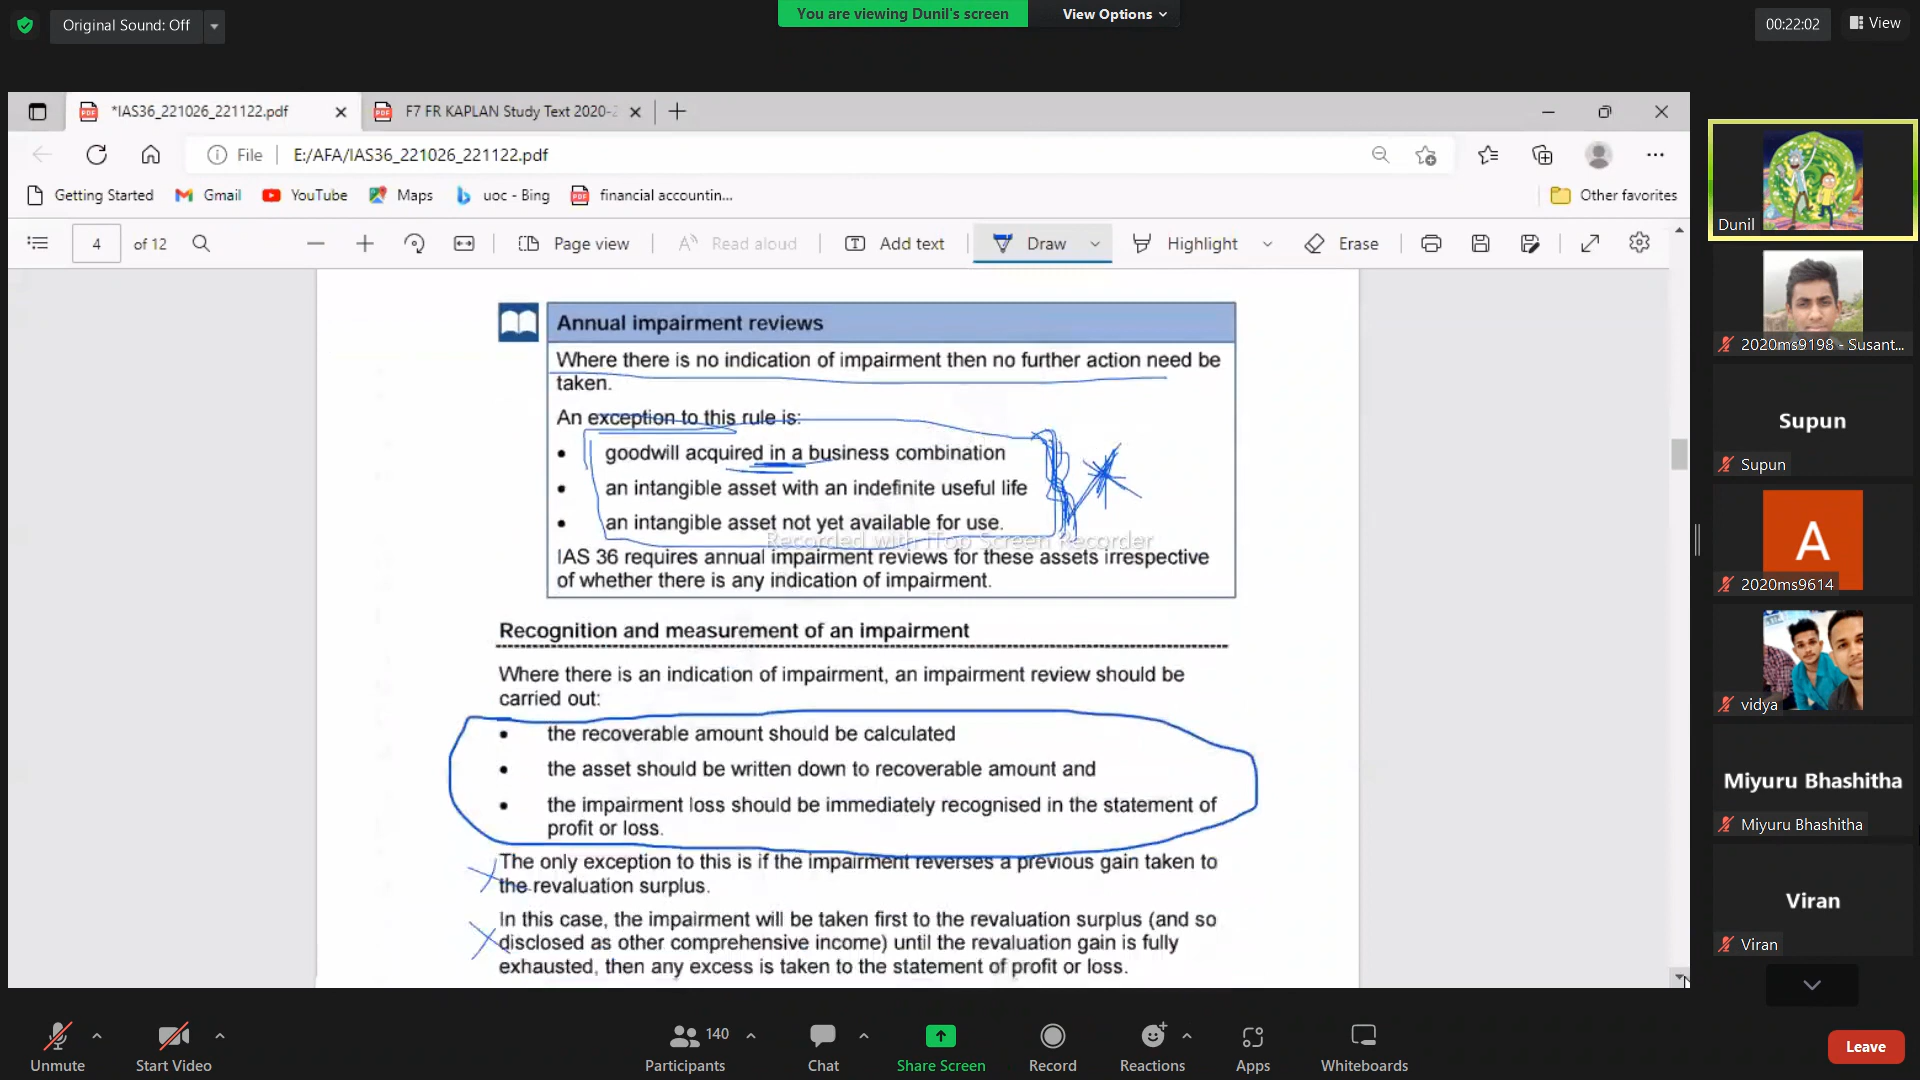 Original Sound: Off
You are viewing Dunil's screen
View Options
00:22:02
View
*IAS36_221026_221122.pdf
F7 FR KAPLAN Study Text 2020-
File
E:/AFA/IAS36_221026_221122.pdf
Getting Started
Gmail
YouTube
Maps
uoc - Bing
financial accountin...
Other favorites
4
of 12
Page view
Read aloud
Add text
Draw
Highlight
Erase
Annual impairment reviews
Where there is no indication of impairment then no further action need be
taken.
An exception to this rule is:
• goodwill acquired in a business combination
• an intangible asset with an indefinite useful life
• an intangible asset not yet available for use.
Recorded with iTop Screen Recorder
IAS 36 requires annual impairment reviews for these assets irrespective
of whether there is any indication of impairment.
Recognition and measurement of an impairment
Where there is an indication of impairment, an impairment review should be
carried out:
• the recoverable amount should be calculated
• the asset should be written down to recoverable amount and
• the impairment loss should be immediately recognised in the statement of
profit or loss.
The only exception to this is if the impairment reverses a previous gain taken to
the revaluation surplus.
In this case, the impairment will be taken first to the revaluation surplus (and so
disclosed as other comprehensive income) until the revaluation gain is fully
exhausted, then any excess is taken to the statement of profit or loss.
Dunil
2020ms9198 - Susant...
Supun
Supun
A
2020ms9614
vidya
Miyuru Bhashitha
Miyuru Bhashitha
Viran
Viran
Unmute
Start Video
Participants
140
Chat
Share Screen
Record
Reactions
Apps
Whiteboards
Leave